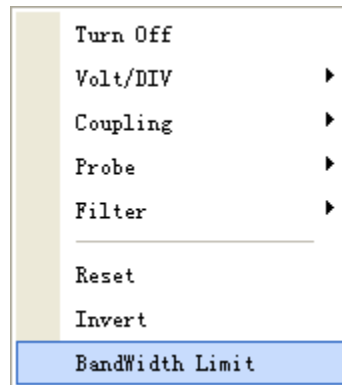 Turn Off
Volt/DIV
Coupling
Probe
Filter
Reset
Invert
BandWidth Limit